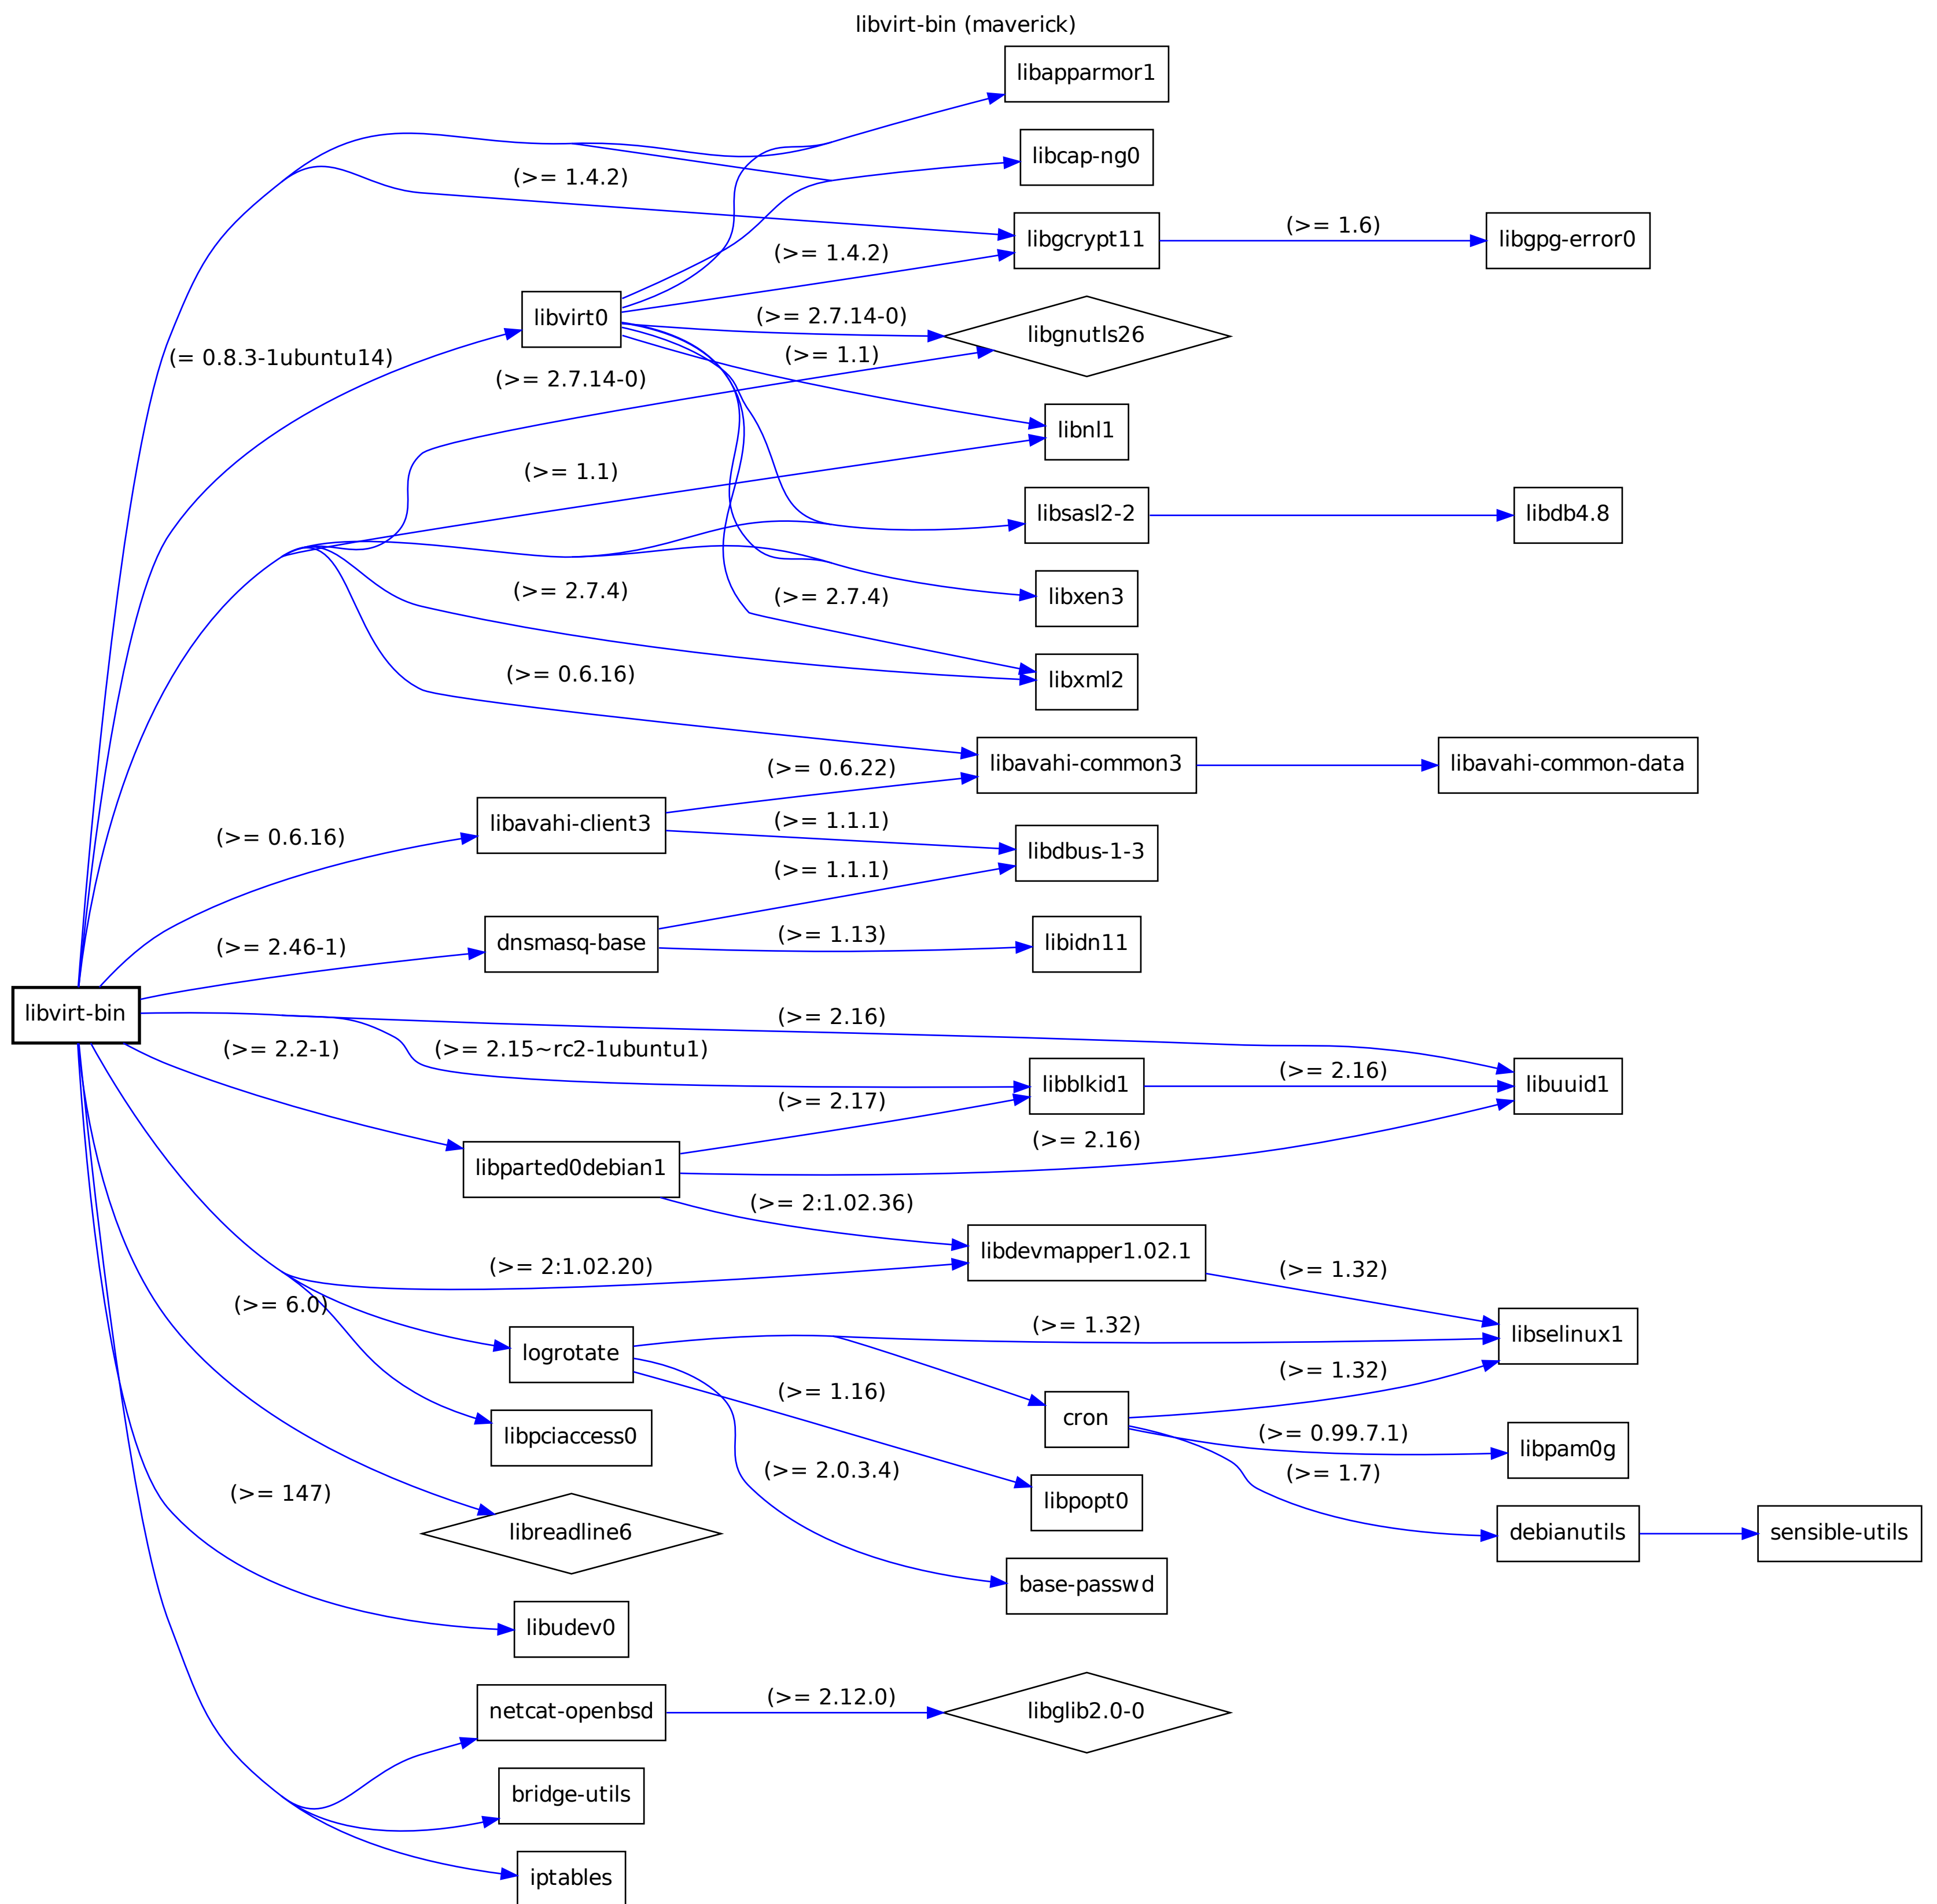 libvirt-bin (maverick)
libapparmor1
libcap-ng0
(>= 1.4.2)
libgcrypt11
(>= 1.6)
libgpg-error0
(>= 1.4.2)
libvirt0
(>= 2.7.14-0)
libgnutls26
(= 0.8.3-1ubuntu14)
(>= 1.1)
(>= 2.7.14-0)
libnl1
(>= 1.1)
libsasl2-2
libdb4.8
(>= 2.7.4)
(>= 2.7.4)
libxen3
(>= 0.6.16)
libxml2
(>= 0.6.22)
libavahi-common3
libavahi-common-data
(>= 0.6.16)
libavahi-client3
(>= 1.1.1)
libdbus-1-3
(>= 1.1.1)
(>= 2.46-1)
dnsmasq-base
(>= 1.13)
libidn11
libvirt-bin
(>= 2.16)
(>= 2.2-1)
(>= 2.15~rc2-1ubuntu1)
libblkid1
(>= 2.16)
libuuid1
(>= 2.17)
(>= 2.16)
libparted0debian1
(>= 2:1.02.36)
libdevmapper1.02.1
(>= 2:1.02.20)
(>= 1.32)
(>= 6.0)
(>= 1.32)
libselinux1
logrotate
(>= 1.32)
(>= 1.16)
cron
(>= 0.99.7.1)
libpam0g
libpciaccess0
(>= 2.0.3.4)
(>= 1.7)
(>= 147)
libpopt0
libreadline6
debianutils
sensible-utils
base-passwd
libudev0
netcat-openbsd
(>= 2.12.0)
libglib2.0-0
bridge-utils
iptables